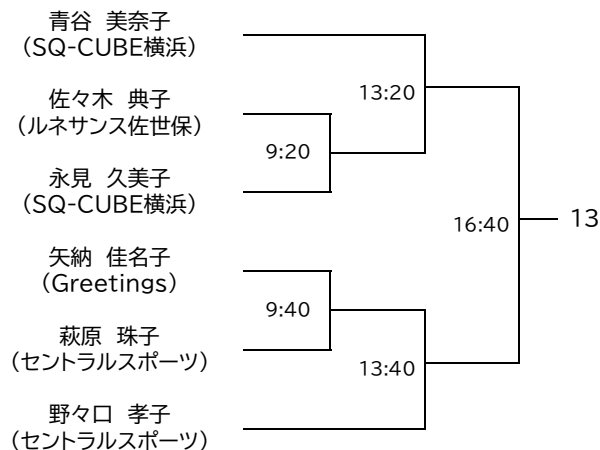 青谷　美奈子
（SQ-CUBE横浜）
佐々木　典子
（ルネサンス佐世保）
永見　久美子
（SQ-CUBE横浜）
矢納　佳名子
（Greetings）
萩原　珠子
（セントラルスポーツ）
野々口　孝子
（セントラルスポーツ）
9:20
9:40
13:20
13:40
16:40
13